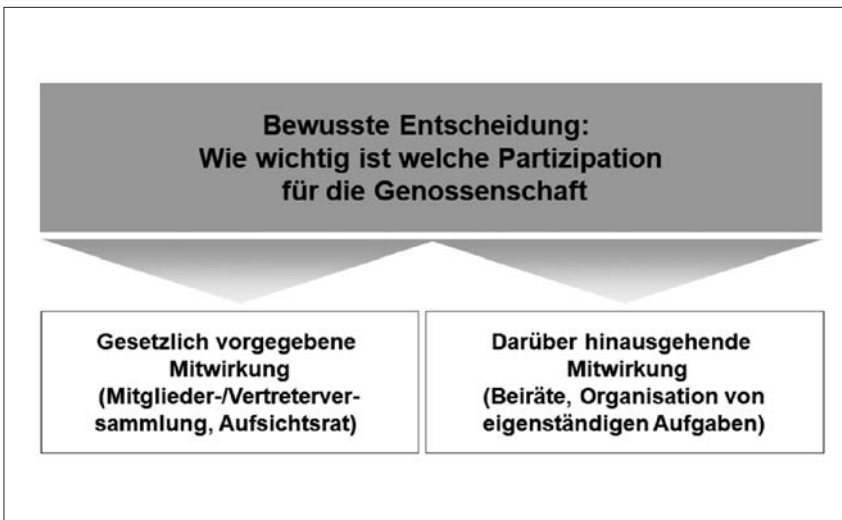 Bewusste Entscheidung:
Wie wichtig ist welche Partizipation
für die Genossenschaft
Gesetzlich vorgegebene
Mitwirkung
(Mitglieder-/Vertreterver-
sammlung, Aufsichtsrat)
Darüber hinausgehende
Mitwirkung
(Beiräte, Organisation von
eigenständigen Aufgaben)